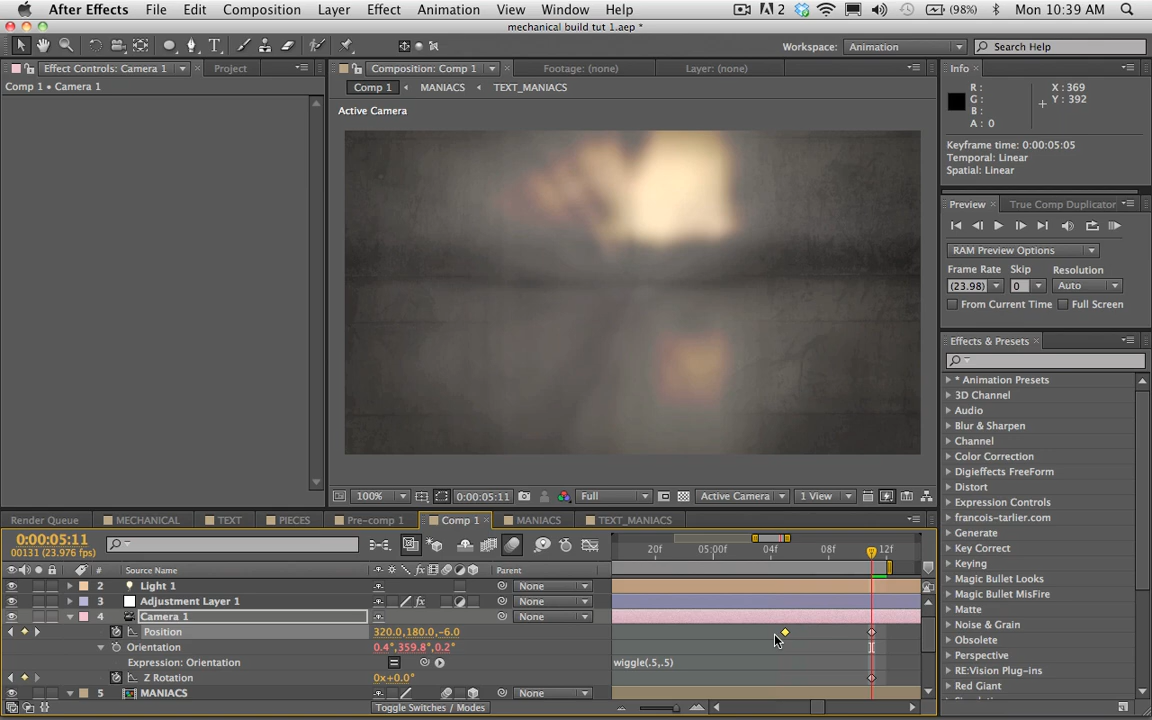 After Effects File Edit Composition Layer Effect Animation View Window Help 2 (98%) Mon 10:39 AM
mechanical build tut 1.aep *
Workspace: Animation Search Help
Effect Controls: Camera 1 Project
Comp 1 • Camera 1
Composition: Comp 1 Footage: (none) Layer: (none)
Comp 1 MANIACS TEXT_MANIACS
Active Camera
Info
R: X : 369
G: Y : 392
B:
A: 0
Keyframe time: 0:00:05:05
Temporal: Linear
Spatial: Linear
Preview True Comp Duplicator
RAM Preview Options
Frame Rate Skip Resolution
(23.98) 0 Auto
From Current Time Full Screen
Effects & Presets
* Animation Presets
3D Channel
Audio
Blur & Sharpen
Channel
Color Correction
Digieffects FreeForm
Distort
Expression Controls
francois-tarlier.com
Generate
Key Correct
Keying
Magic Bullet Looks
Magic Bullet MisFire
Matte
Noise & Grain
Obsolete
Perspective
RE:Vision Plug-ins
Red Giant
100% 0:00:05:11 Full Active Camera 1 View
Render Queue MECHANICAL TEXT PIECES Pre-comp 1 Comp 1 MANIACS TEXT_MANIACS
0:00:05:11
00131 (23.976 fps)
20f 05:00f 04f 08f 12f
# Source Name Parent
2 Light 1 None
3 Adjustment Layer 1 fx None
4 Camera 1 None
Position 320.0,180.0,-6.0
Orientation 0.4°,359.8°,0.2°
Expression: Orientation wiggle(.5,.5)
Z Rotation 0x+0.0°
5 MANIACS None
Toggle Switches / Modes